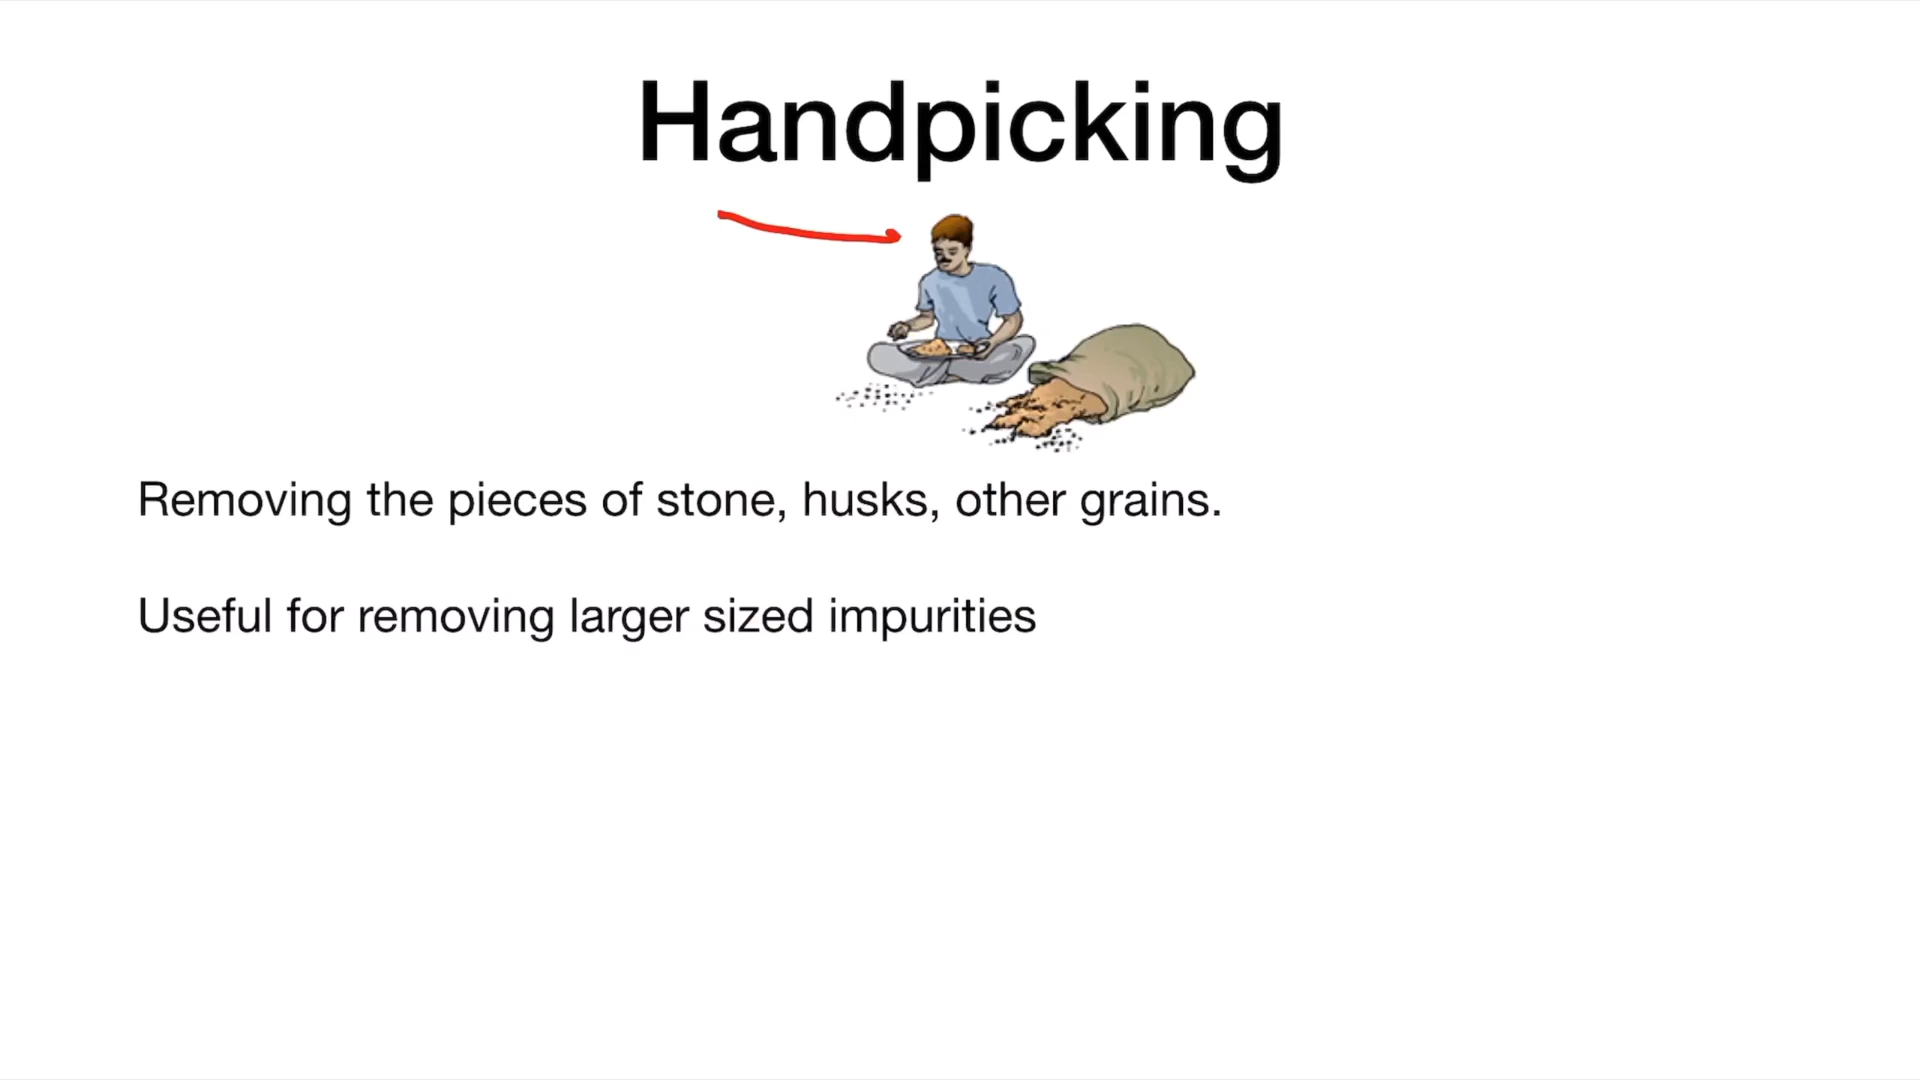 Handpicking
Removing the pieces of stone, husks, other grains.
Useful for removing larger sized impurities